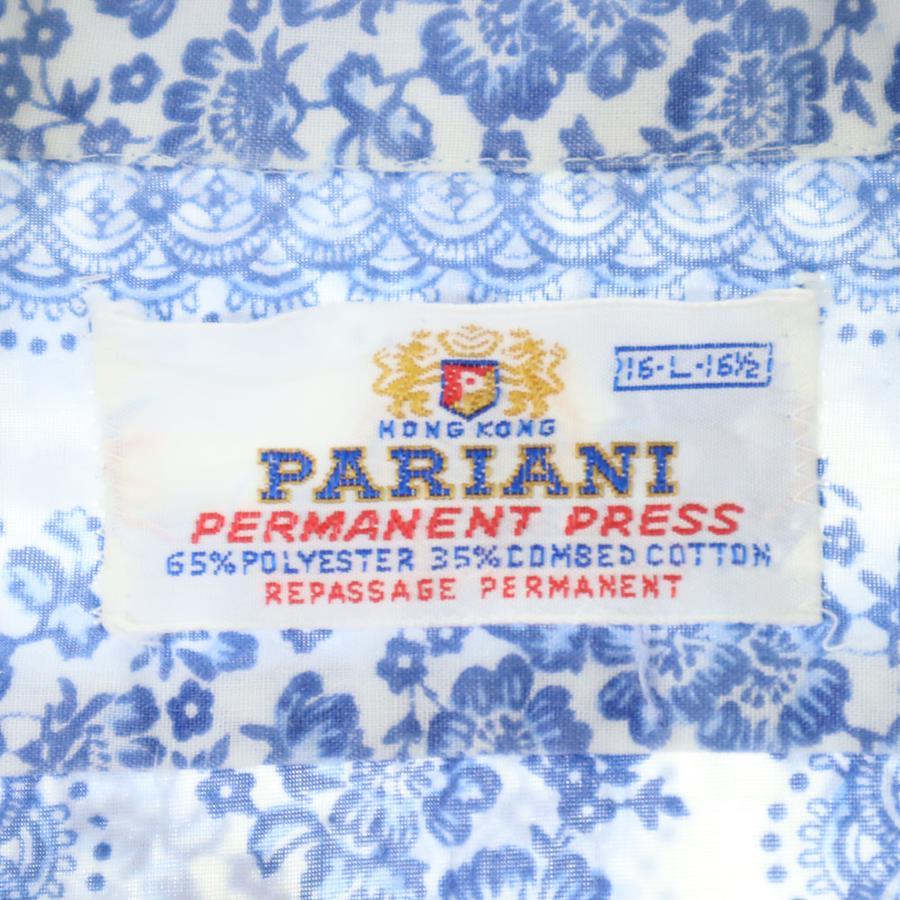 P
16-L-16½
HONG KONG
PARIANI
PERMANENT PRESS
65% POLYESTER 35% COMBED COTTON
REPASSAGE PERMANENT